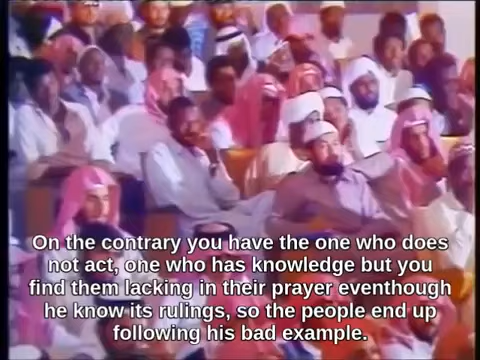 On the contrary you have the one who does
not act, one who has knowledge but you
find them lacking in their prayer eventhough
he know its rulings, so the people end up
following his bad example.